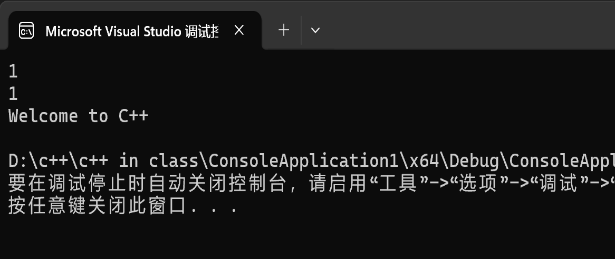 Microsoft Visual Studio 调试
1
1
Welcome to C++
D:\c++\c++ in class\ConsoleApplication1\x64\Debug\ConsoleAppl
要在调试停止时自动关闭控制台，请启用“工具”->“选项”->“调试”->“
按任意键关闭此窗口. . .